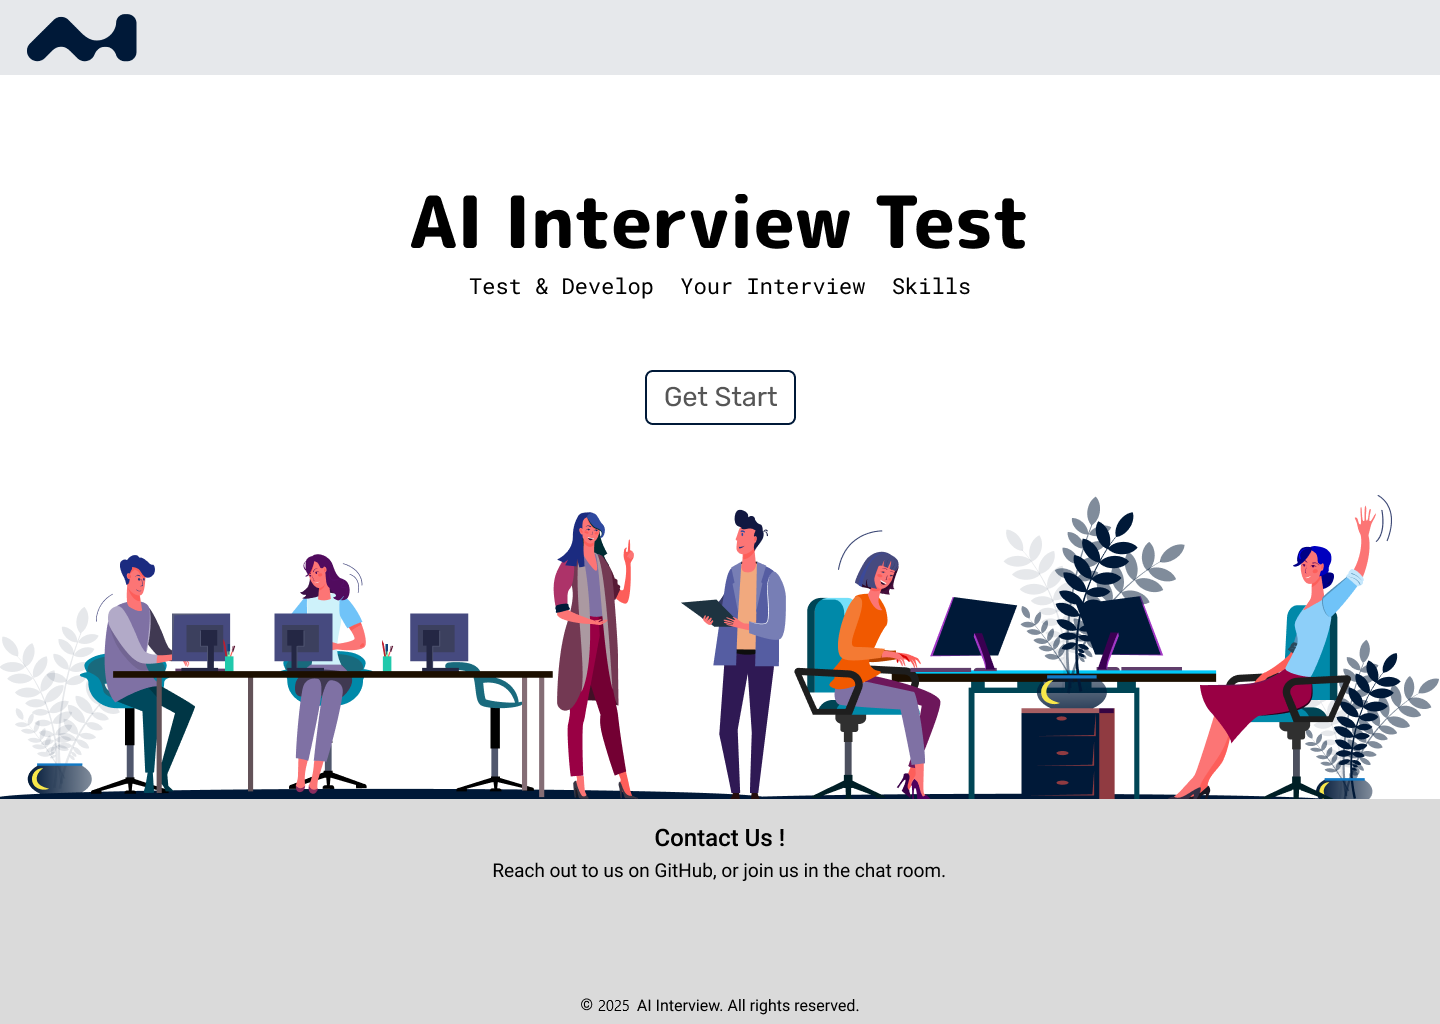 AI Interview Test
Test & Develop  Your Interview  Skills
Get Start
Contact Us !
Reach out to us on GitHub, or join us in the chat room.
© 2025 AI Interview. All rights reserved.